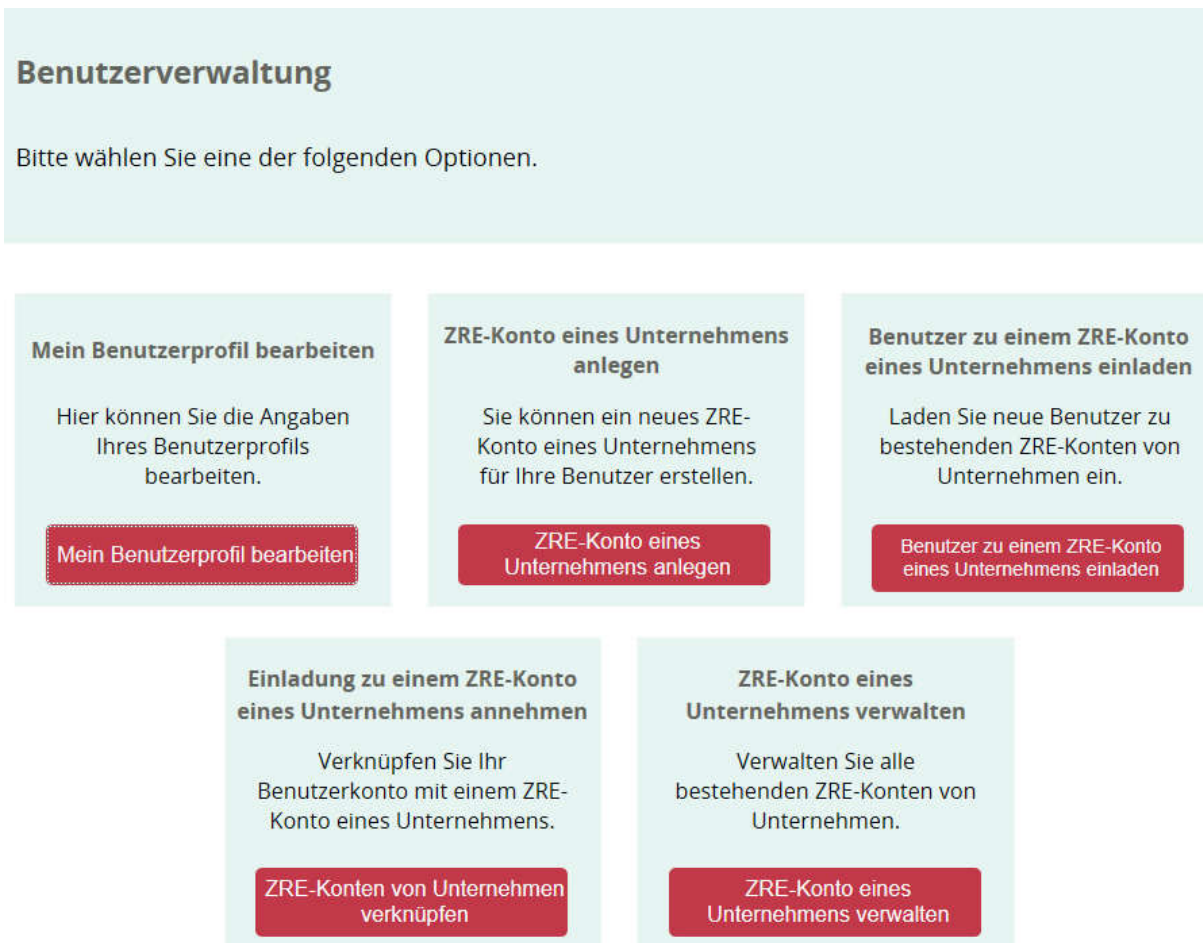 Benutzerverwaltung
Bitte wählen Sie eine der folgenden Optionen.
Mein Benutzerprofil bearbeiten
Hier können Sie die Angaben
Ihres Benutzerprofils
bearbeiten.
Mein Benutzerprofil bearbeiten
ZRE-Konto eines Unternehmens
anlegen
Sie können ein neues ZRE-
Konto eines Unternehmens
für Ihre Benutzer erstellen.
ZRE-Konto eines
Unternehmens anlegen
Benutzer zu einem ZRE-Konto
eines Unternehmens einladen
Laden Sie neue Benutzer zu
bestehenden ZRE-Konten von
Unternehmen ein.
Benutzer zu einem ZRE-Konto
eines Unternehmens einladen
Einladung zu einem ZRE-Konto
eines Unternehmens annehmen
Verknüpfen Sie Ihr
Benutzerkonto mit einem ZRE-
Konto eines Unternehmens.
ZRE-Konten von Unternehmen
verknüpfen
ZRE-Konto eines
Unternehmens verwalten
Verwalten Sie alle
bestehenden ZRE-Konten von
Unternehmen.
ZRE-Konto eines
Unternehmens verwalten